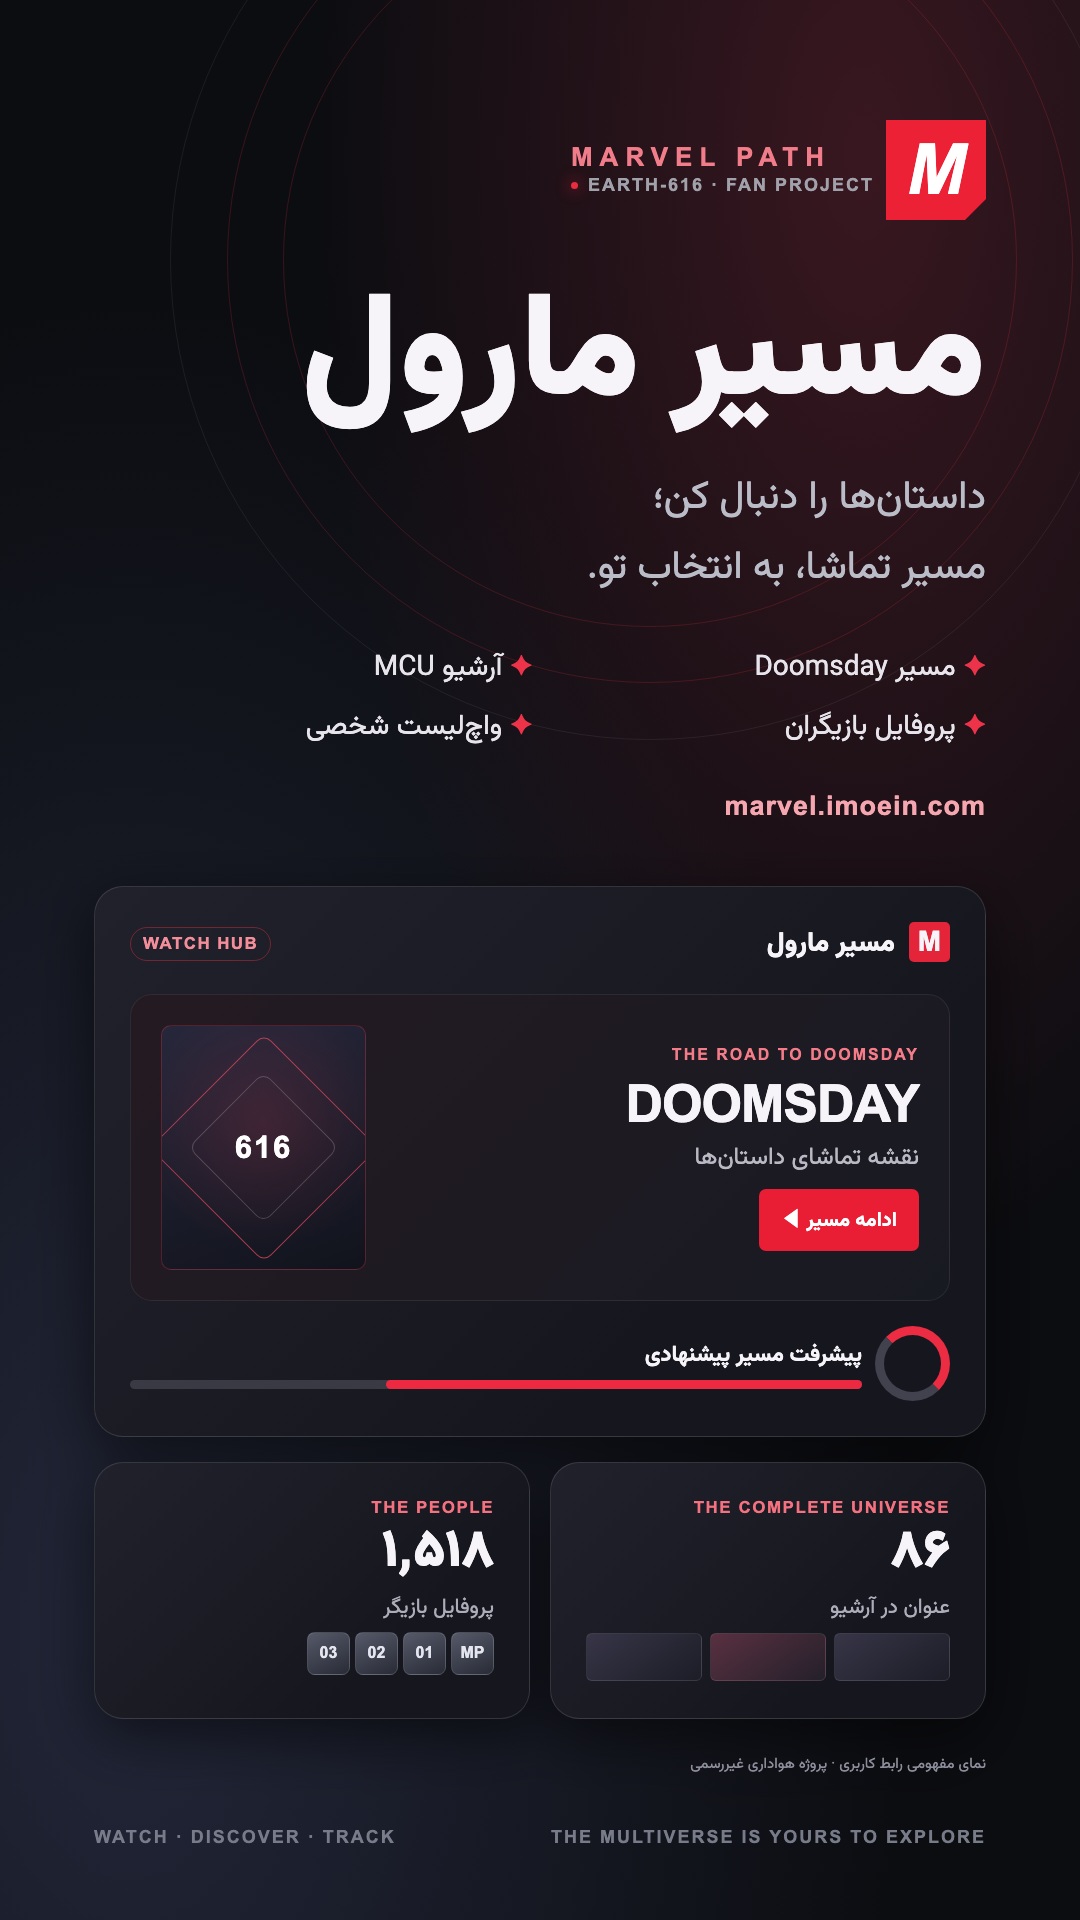 MARVEL PATH
EARTH-616 · FAN PROJECT
M
مسیر مارول
داستان‌ها را دنبال کن؛
مسیر تماشا، به انتخاب تو.
مسیر Doomsday
آرشیو MCU
پروفایل بازیگران
واچ‌لیست شخصی
marvel.imoein.com
M مسیر مارول
WATCH HUB
THE ROAD TO DOOMSDAY
DOOMSDAY
نقشه تماشای داستان‌ها
ادامه مسیر
616
پیشرفت مسیر پیشنهادی
THE COMPLETE UNIVERSE
۸۶
عنوان در آرشیو
THE PEOPLE
۱,۵۱۸
پروفایل بازیگر
MP 01 02 03
نمای مفهومی رابط کاربری · پروژه هواداری غیررسمی
THE MULTIVERSE IS YOURS TO EXPLORE
WATCH · DISCOVER · TRACK